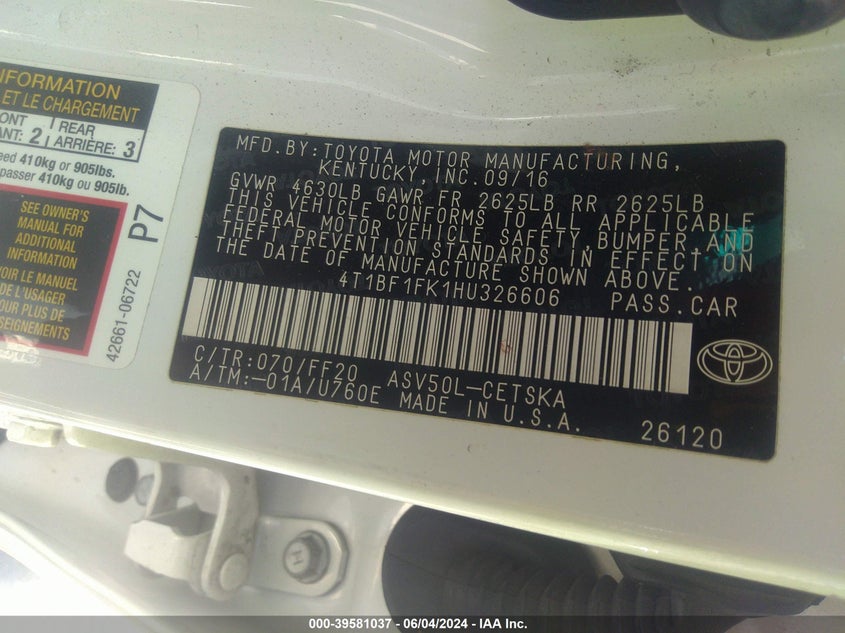 INFORMATION
ET LE CHARGEMENT
2
REAR
ARRIÈRE: 3
410kg or 905lbs.
passer 410kg ou 905lb.
SEE OWNER'S
MANUAL FOR
ADDITIONAL
INFORMATION
LE MANUEL
DE L'USAGER
POUR PLUS DE
P7
42661-06722
MFD.BY:TOYOTA MOTOR MANUFACTURING,
KENTUCKY,INC.09/16
GVWR 4630LB GAWR FR 2625LB RR 2625LB
THIS VEHICLE CONFORMS TO ALL APPLICABLE
FEDERAL MOTOR VEHICLE SAFETY,BUMPER,AND
THEFT PREVENTION STANDARDS IN EFFECT ON
THE DATE OF MANUFACTURE SHOWN ABOVE.
4T1BF1FK1HU326606 PASS.CAR
C/TR:070/FF20 ASV50L-CETSKA
A/TM:-01A/U760E MADE IN U.S.A.
26120
H
000-39581037 - 06/04/2024 - IAA Inc.